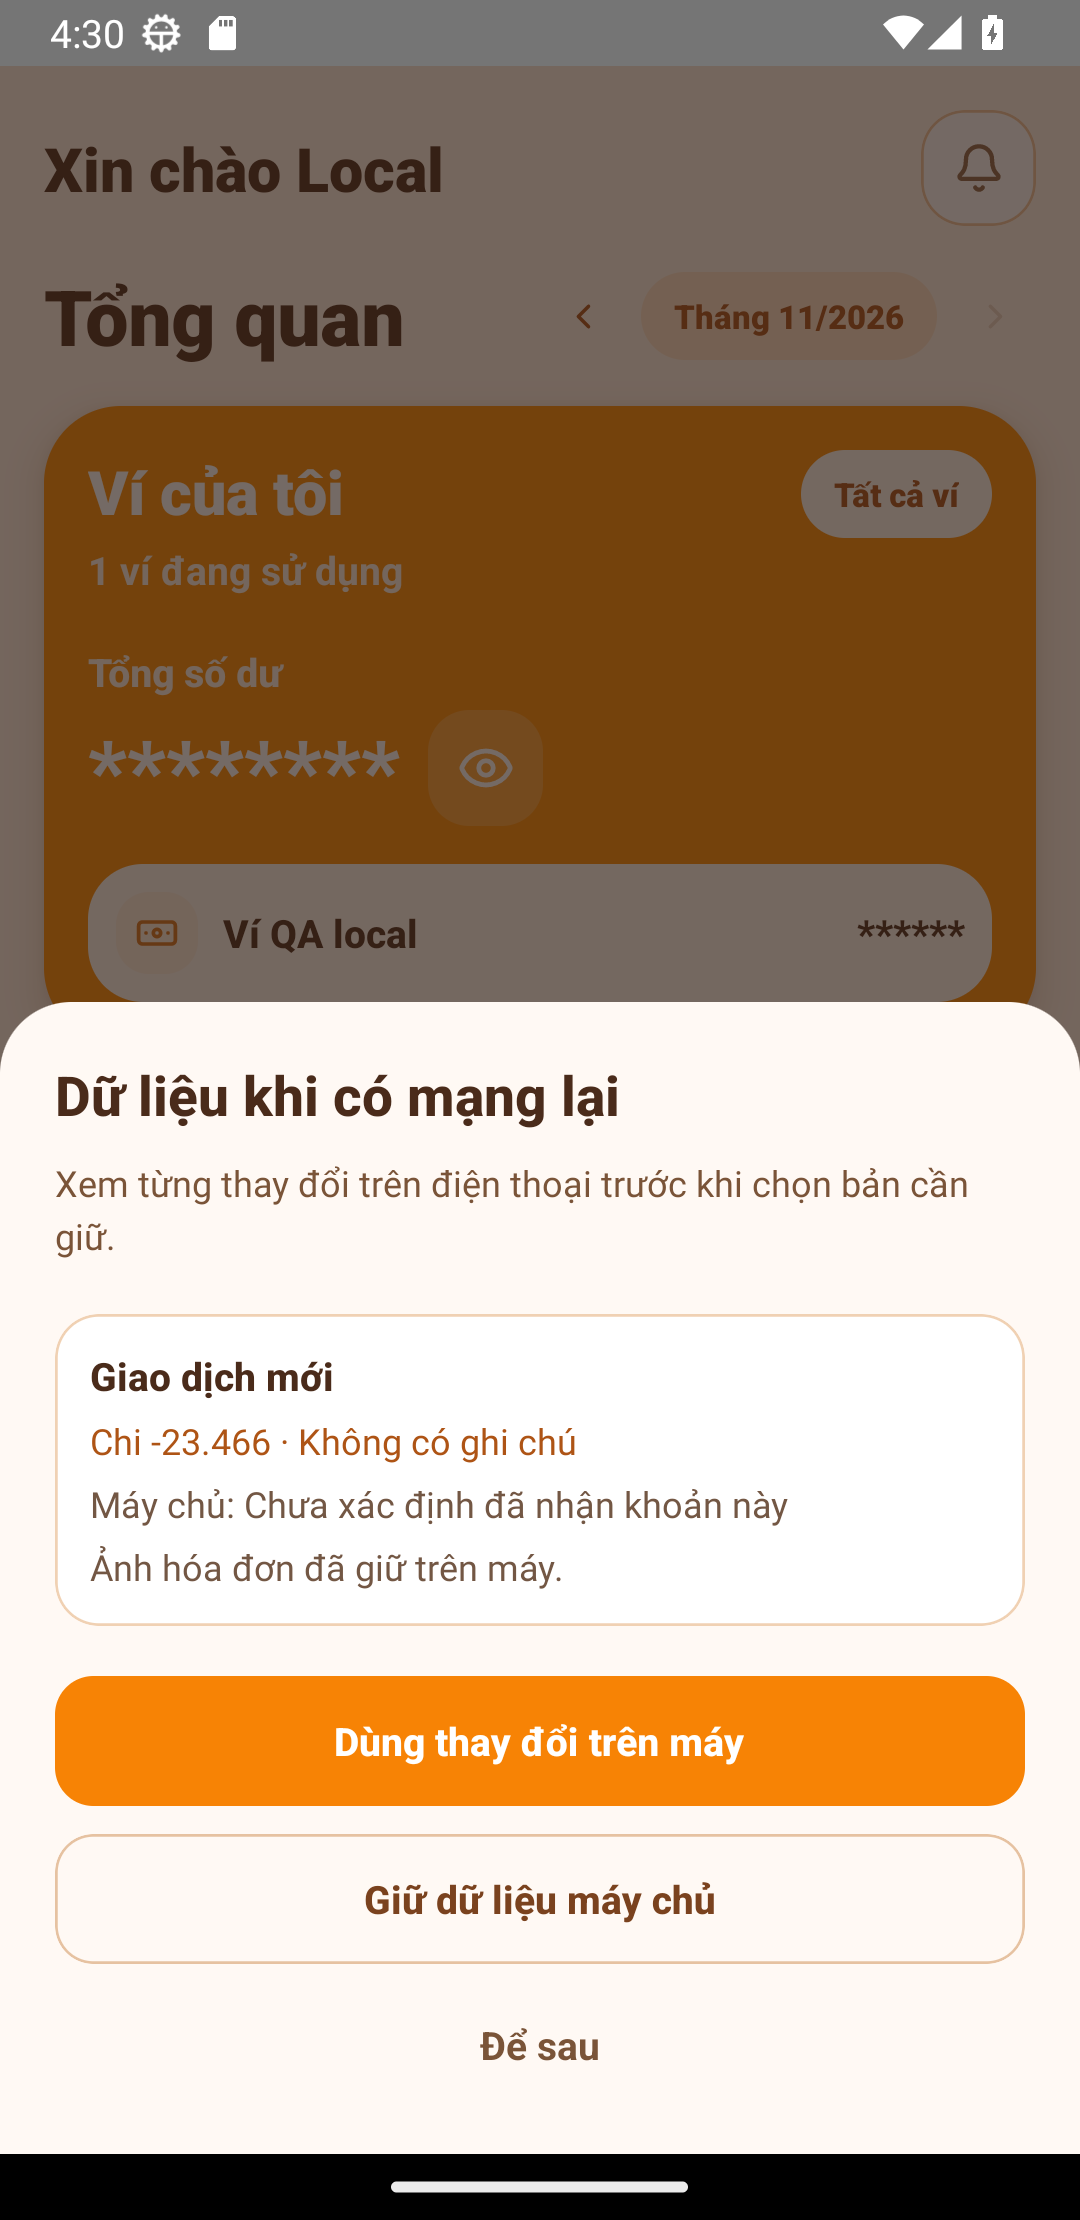 4:30
Xin chào Local
Tổng quan
Tháng 11/2026
Ví của tôi
Tất cả ví
1 ví đang sử dụng
Tổng số dư
********
Ví QA local
******
Dữ liệu khi có mạng lại
Xem từng thay đổi trên điện thoại trước khi chọn bản cần
giữ.
Giao dịch mới
Chi -23.466 · Không có ghi chú
Máy chủ: Chưa xác định đã nhận khoản này
Ảnh hóa đơn đã giữ trên máy.
Dùng thay đổi trên máy
Giữ dữ liệu máy chủ
Để sau